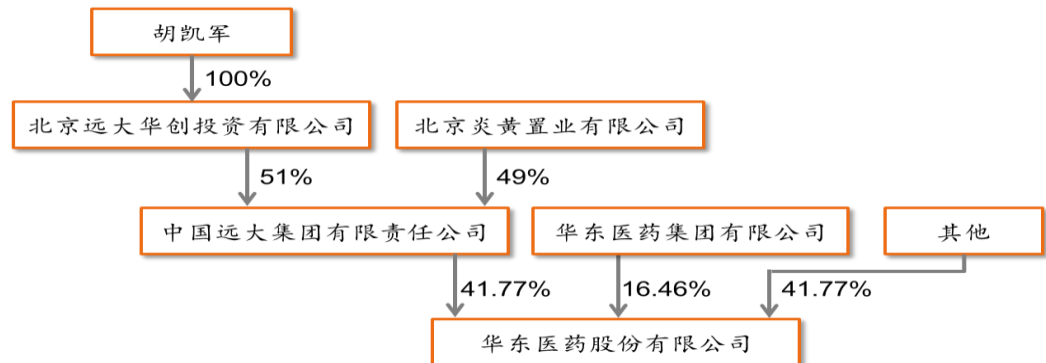 胡凯军
100%
北京远大华创投资有限公司
北京炎黄置业有限公司
51%
49%
中国远大集团有限责任公司
华东医药集团有限公司
其他
41.77%
16.46%
41.77%
华东医药股份有限公司